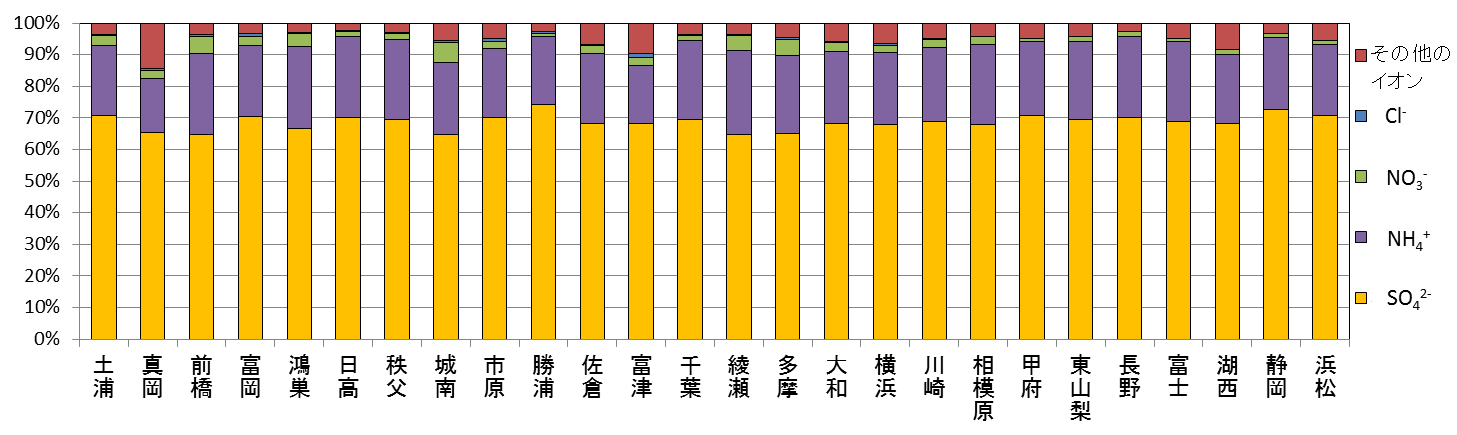 100%
90%
80%
70%
60%
50%
40%
30%
20%
10%
0%
土浦
真岡
前橋
富岡
鴻巣
日高
秩父
城南
市原
勝浦
佐倉
富津
千葉
綾瀬
多摩
大和
横浜
川崎
相模原
甲府
東山梨
長野
富士
湖西
静岡
浜松
その他の
イオン
Cl⁻
NO₃⁻
NH₄⁺
SO₄²⁻